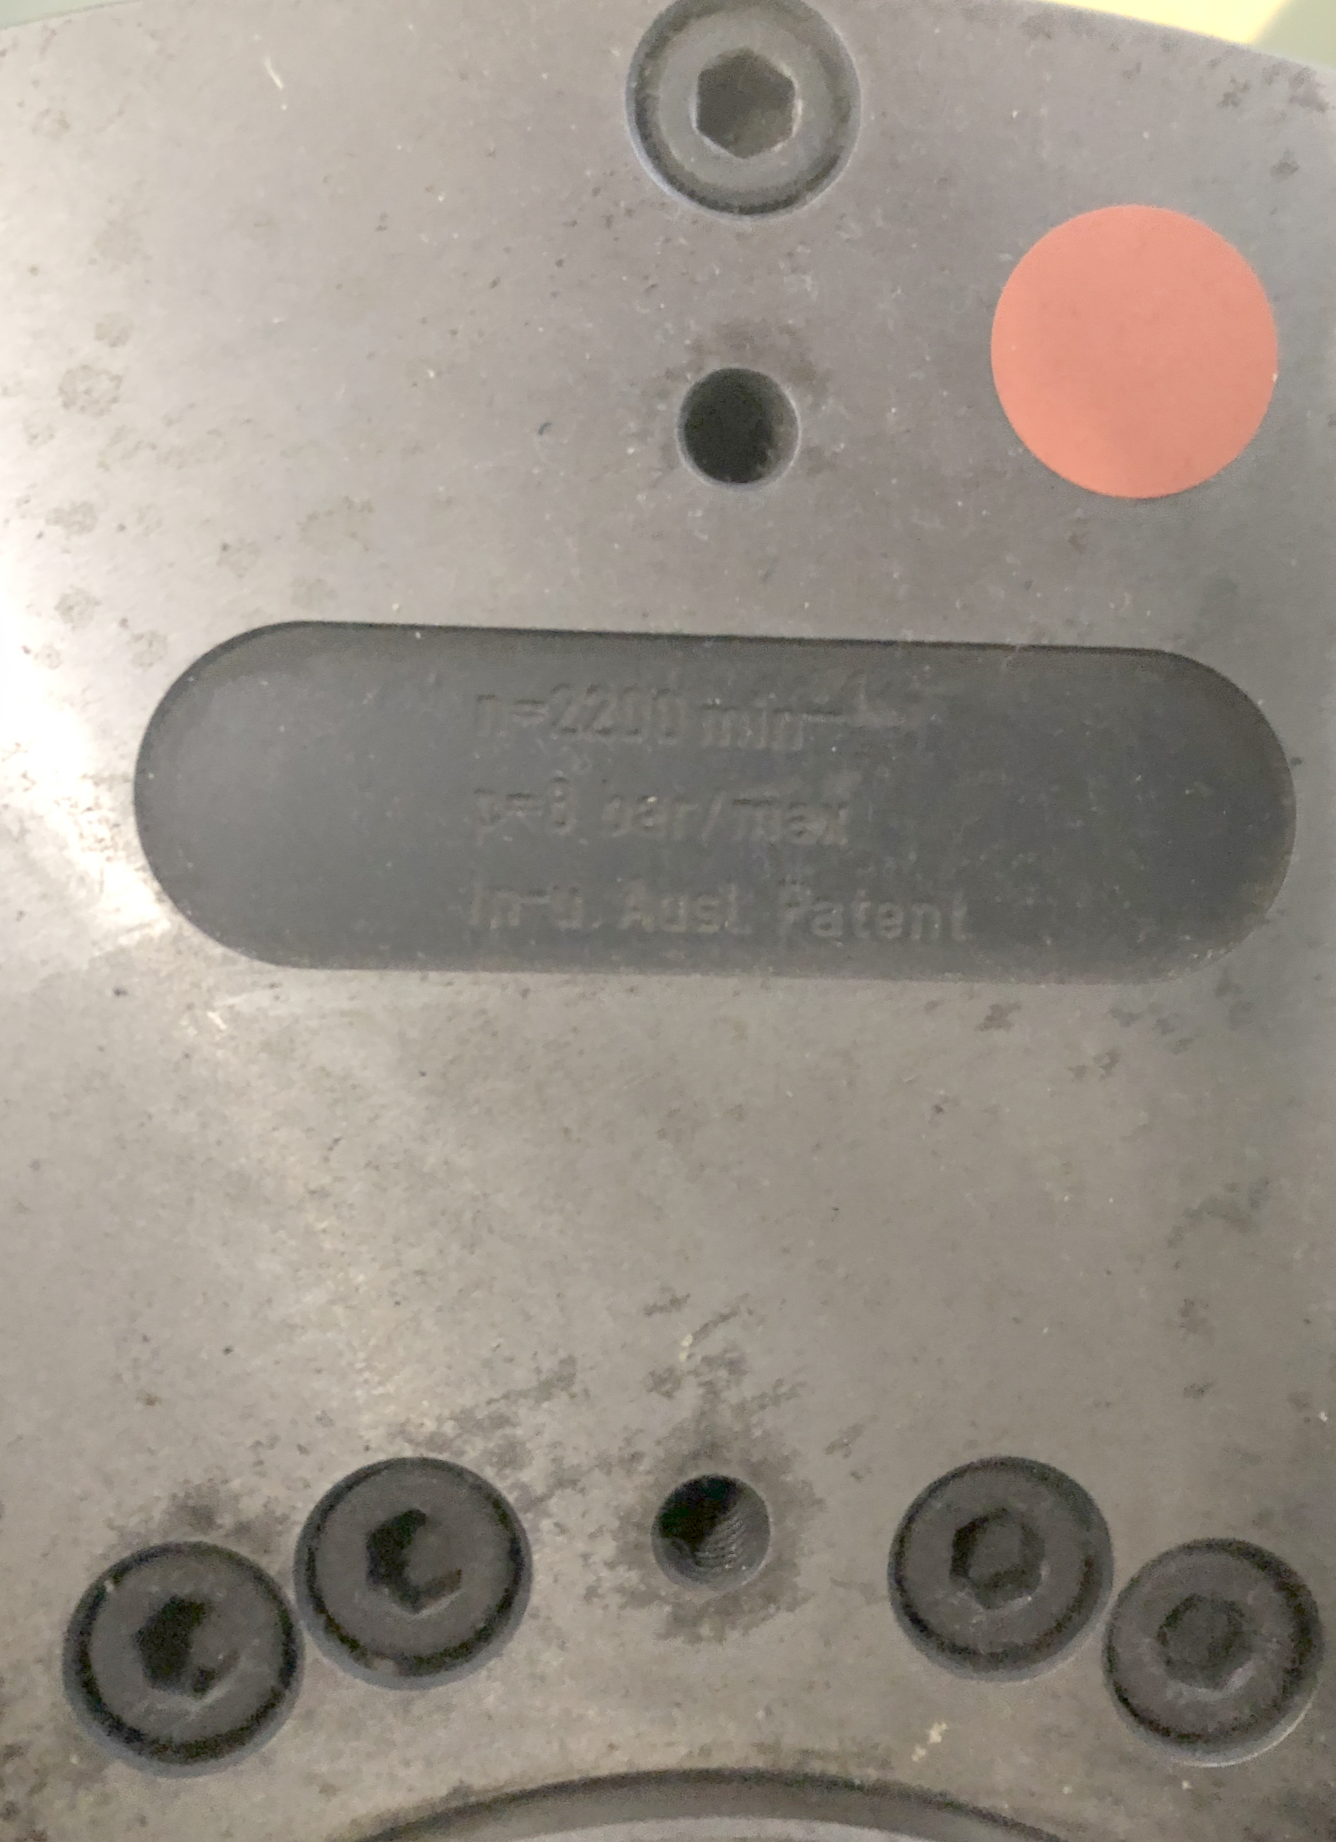 n=2200 min-1
p=8 bar/max
In-u. Ausl. Patent